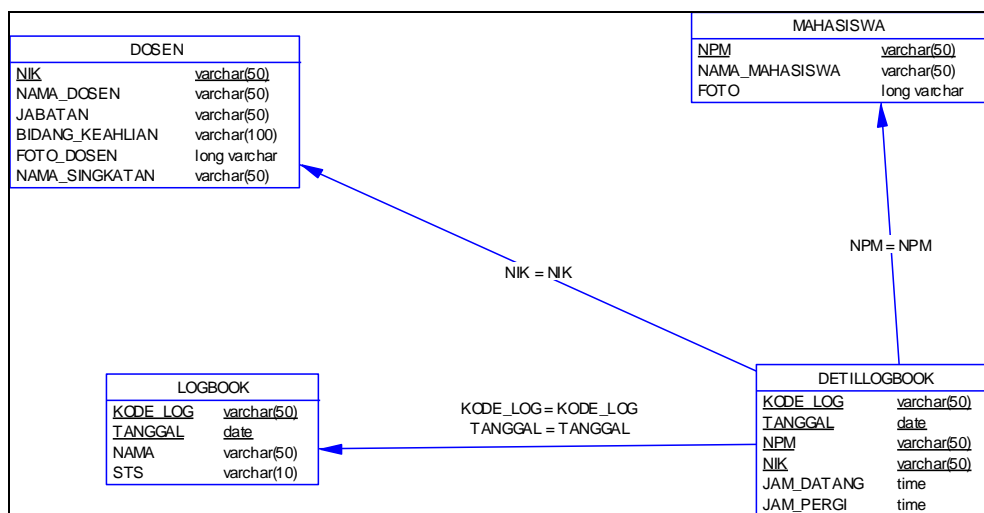 DOSEN
NIK varchar(50)
NAMA_DOSEN varchar(50)
JABATAN varchar(50)
BIDANG_KEAHLIAN varchar(100)
FOTO_DOSEN long varchar
NAMA_SINGKATAN varchar(50)
MAHASISWA
NPM varchar(50)
NAMA_MAHASISWA varchar(50)
FOTO long varchar
NPM = NPM
NIK = NIK
LOGBOOK
KODE_LOG varchar(50)
TANGGAL date
NAMA varchar(50)
STS varchar(10)
KODE_LOG = KODE_LOG
TANGGAL = TANGGAL
DETILLOGBOOK
KODE_LOG varchar(50)
TANGGAL date
NPM varchar(50)
NIK varchar(50)
JAM_DATANG time
JAM_PERGI time